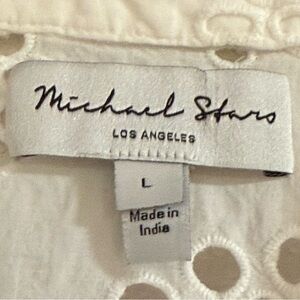 Michael Stars
LOS ANGELES
L
Made in
India